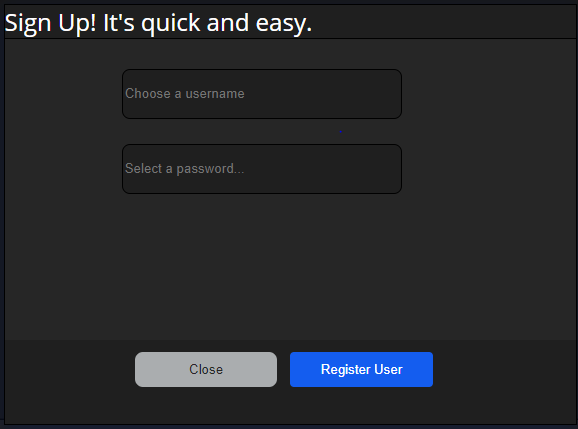 Sign Up! It's quick and easy.
Choose a username
Select a password...
Close
Register User